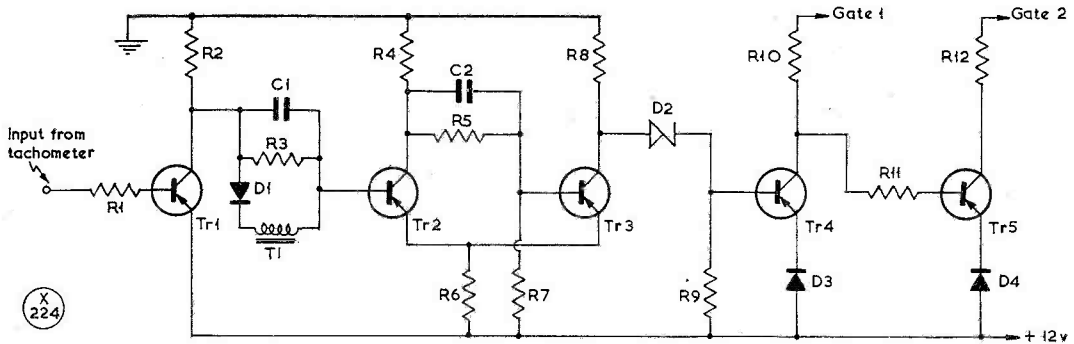 Gate 1
Gate 2
R2
R4
R8
R10
R12
C1
C2
D2
R5
R3
Input from
tachometer
D1
R11
R1
Tr1
T1
Tr2
Tr3
Tr4
Tr5
R6
R7
R9
D3
D4
X
224
+ 12v